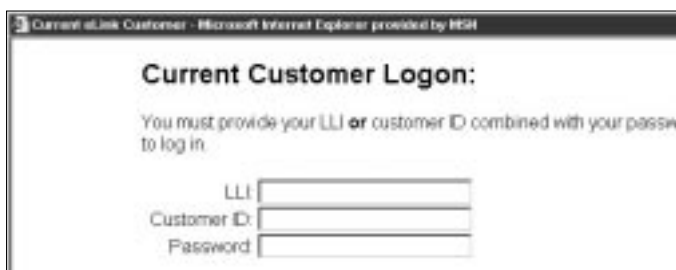 Current eLink Customer - Microsoft Internet Explorer provided by MSH
Current Customer Logon:
You must provide your LLI or customer ID combined with your passw
to log in.
LLI:
Customer ID:
Password: